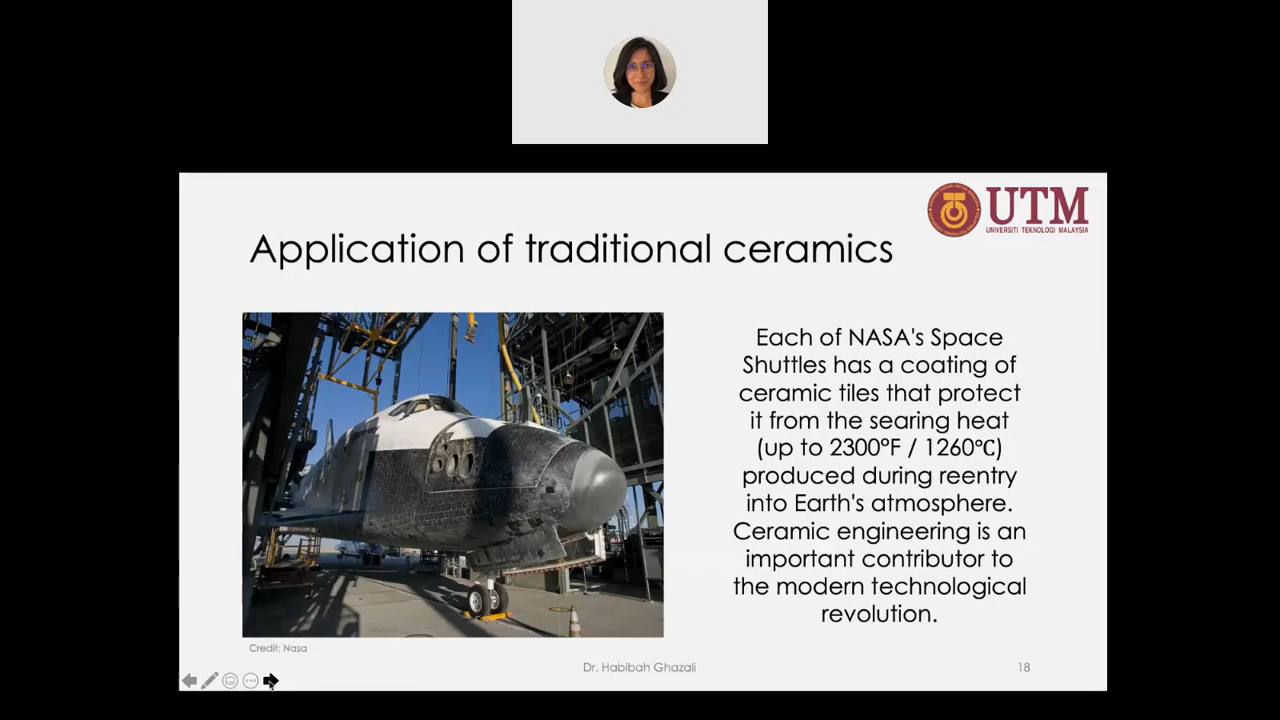 UTM
UNIVERSITI TEKNOLOGI MALAYSIA
Application of traditional ceramics
Each of NASA's Space
Shuttles has a coating of
ceramic tiles that protect
it from the searing heat
(up to 2300°F / 1260℃)
produced during reentry
into Earth's atmosphere.
Ceramic engineering is an
important contributor to
the modern technological
revolution.
Credit: Nasa
Dr. Habibah Ghazali
18